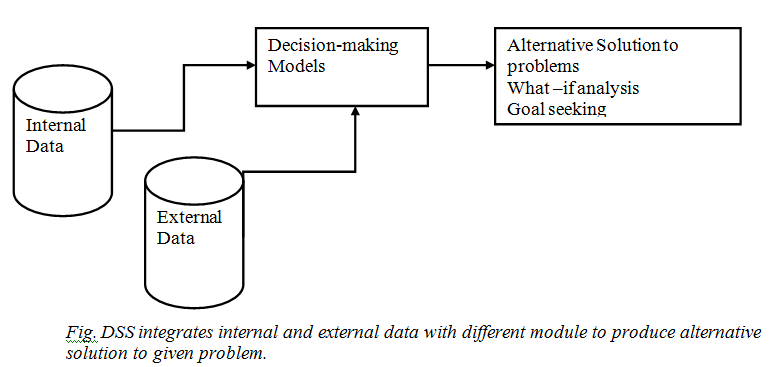 Decision-making
Models
Alternative Solution to
problems
What –if analysis
Goal seeking
Internal
Data
External
Data
Fig. DSS integrates internal and external data with different module to produce alternative
solution to given problem.